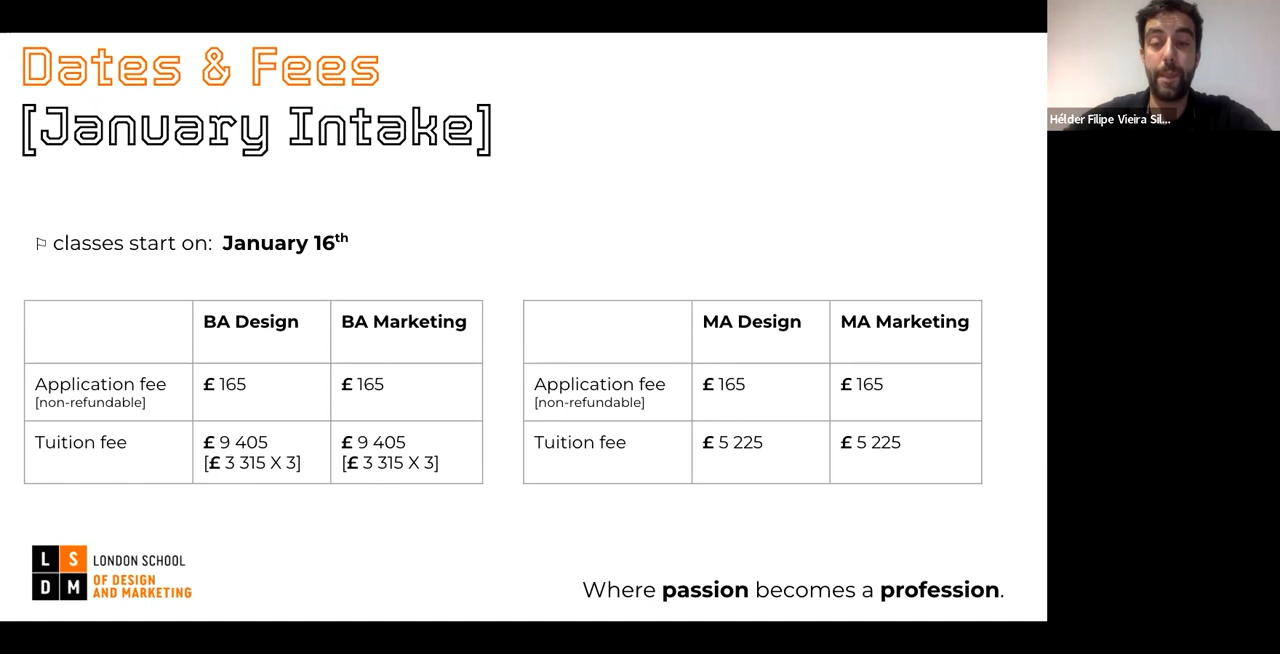 Dates & Fees
[January Intake]
Hélder Filipe Vieira Sil...
⚐ classes start on: January 16th
BA Design BA Marketing
Application fee £ 165 £ 165
[non-refundable]
Tuition fee £ 9 405 £ 9 405
[£ 3 315 X 3] [£ 3 315 X 3]
MA Design MA Marketing
Application fee £ 165 £ 165
[non-refundable]
Tuition fee £ 5 225 £ 5 225
L S
D M
LONDON SCHOOL
OF DESIGN
AND MARKETING
Where passion becomes a profession.